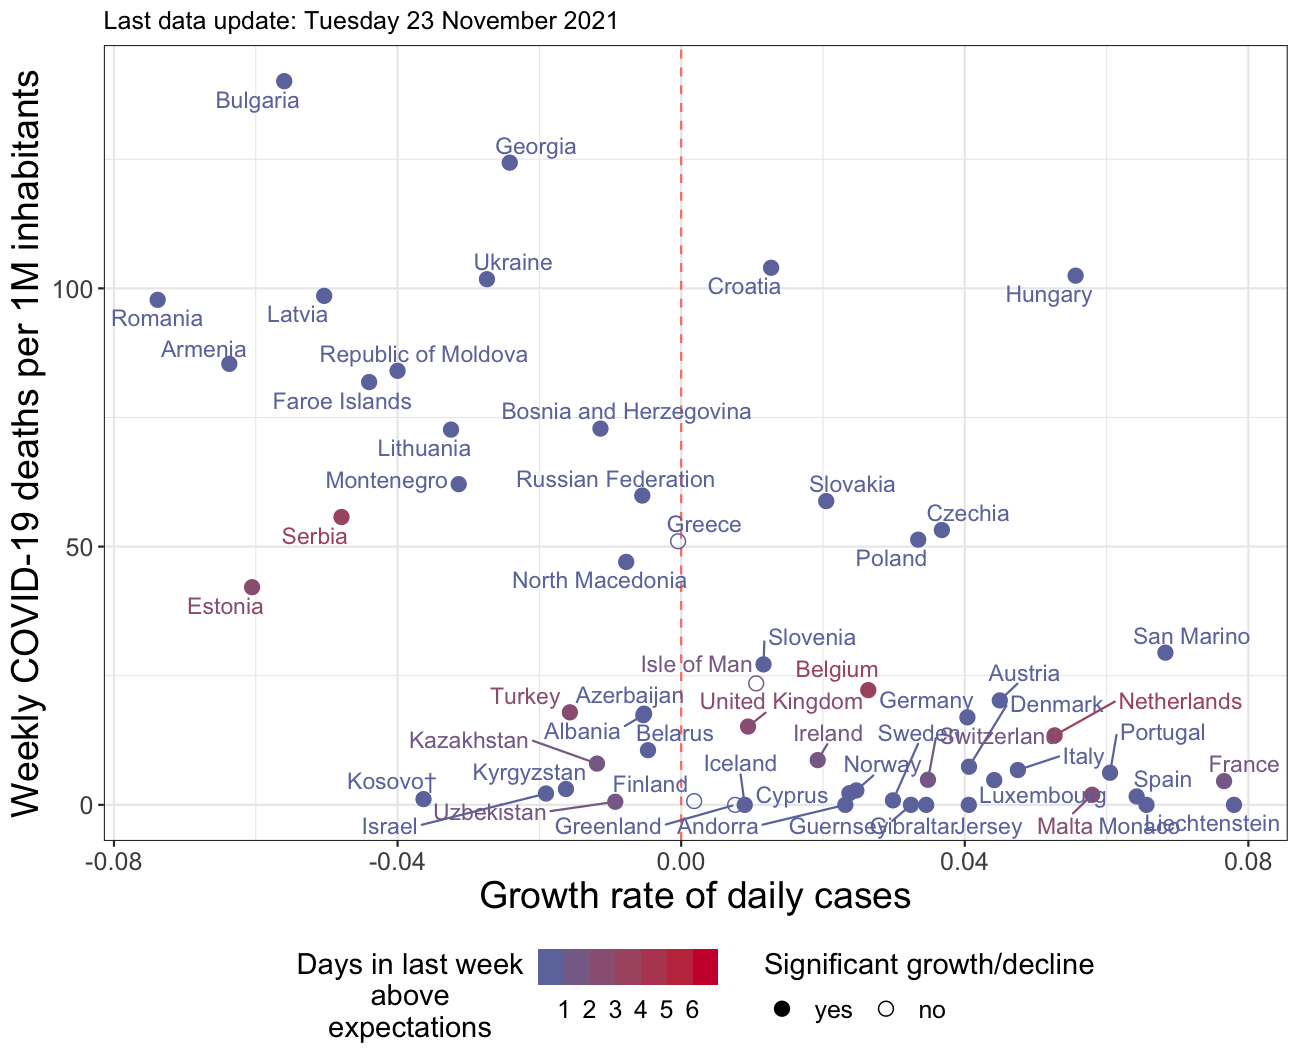 Last data update: Tuesday 23 November 2021
Weekly COVID-19 deaths per 1M inhabitants
Bulgaria
Georgia
Ukraine
Croatia
100
Hungary
Latvia
Romania
Armenia
Republic of Moldova
Faroe Islands
Bosnia and Herzegovina
Lithuania
Montenegro
Russian Federation
Slovakia
Czechia
Greece
Serbia
50
Poland
North Macedonia
Estonia
San Marino
Slovenia
Isle of Man
Belgium
Austria
Turkey
Azerbaijan
United Kingdom
Germany
Denmark
Netherlands
Albania
Belarus
Ireland
Sweden
Switzerland
Portugal
Kazakhstan
Italy
Iceland
Norway
France
Kosovo†
Kyrgyzstan
Finland
Cyprus
Luxembourg
Spain
0
Uzbekistan
Israel
Greenland
Andorra
Guernsey
Gibraltar
Jersey
Malta
Monaco
Liechtenstein
-0.08
-0.04
0.00
0.04
0.08
Growth rate of daily cases
Days in last week
above
expectations
1 2 3 4 5 6
Significant growth/decline
yes
no